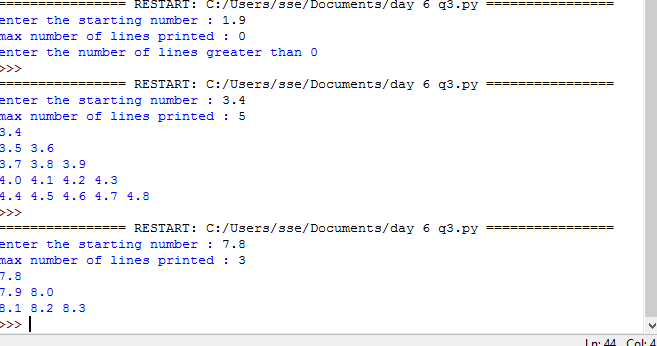 ================ RESTART: C:/Users/sse/Documents/day 6 q3.py ================
enter the starting number : 1.9
max number of lines printed : 0
enter the number of lines greater than 0
>>>
================ RESTART: C:/Users/sse/Documents/day 6 q3.py ================
enter the starting number : 3.4
max number of lines printed : 5
3.4
3.5 3.6
3.7 3.8 3.9
4.0 4.1 4.2 4.3
4.4 4.5 4.6 4.7 4.8
>>>
================ RESTART: C:/Users/sse/Documents/day 6 q3.py ================
enter the starting number : 7.8
max number of lines printed : 3
7.8
7.9 8.0
8.1 8.2 8.3
>>>
Ln: 44 Col: 4